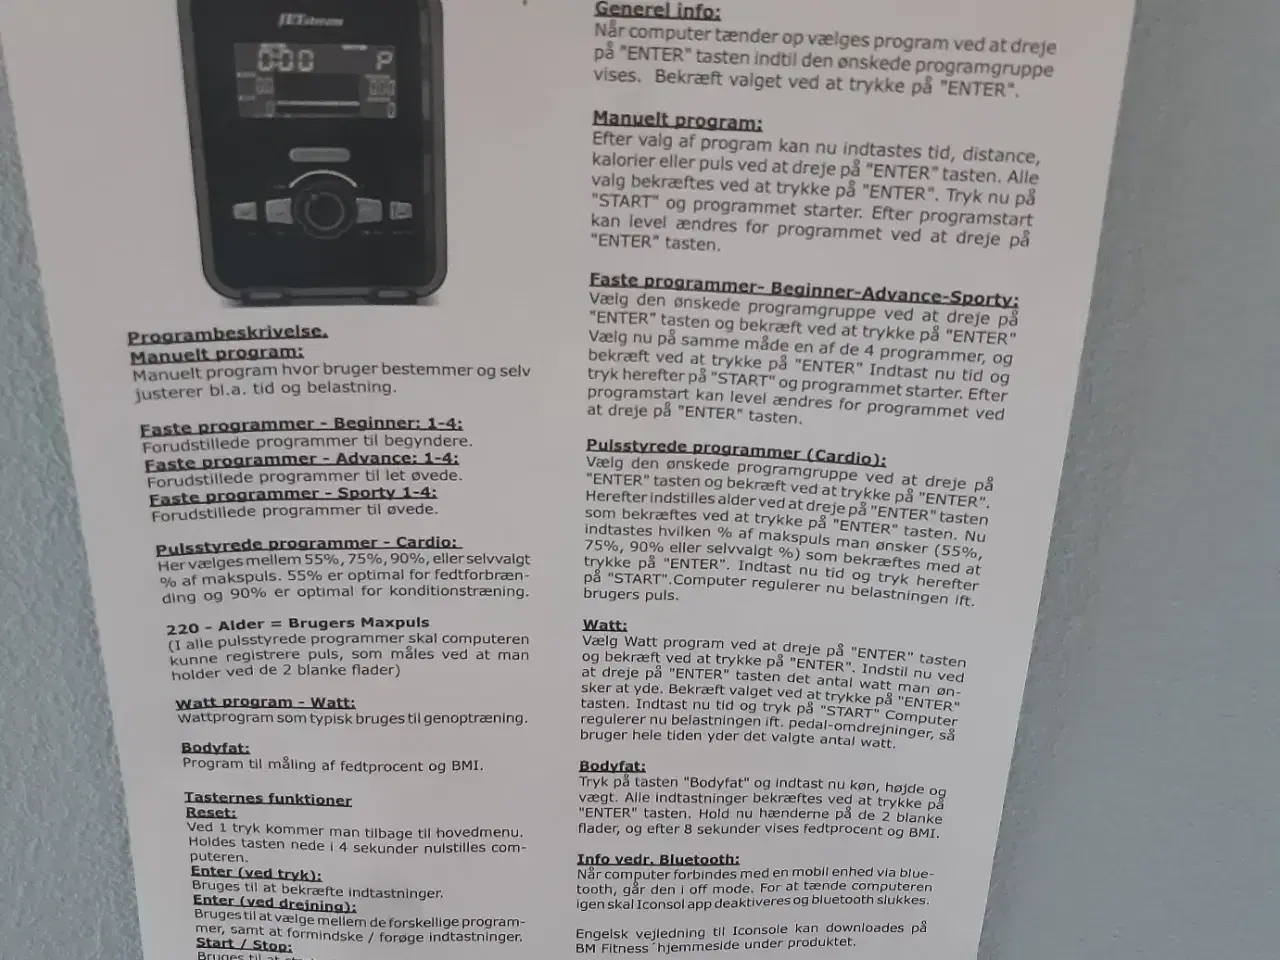 JETstream
0:00 P
Programbeskrivelse.
Manuelt program:
Manuelt program hvor bruger bestemmer og selv
justerer bl.a. tid og belastning.
Faste programmer - Beginner: 1-4:
Forudstillede programmer til begyndere.
Faste programmer - Advance: 1-4:
Forudstillede programmer til let øvede.
Faste programmer - Sporty 1-4:
Forudstillede programmer til øvede.
Pulsstyrede programmer - Cardio:
Her vælges mellem 55%, 75%, 90%, eller selvvalgt
% af makspuls. 55% er optimal for fedtforbræn-
ding og 90% er optimal for konditionstræning.
220 - Alder = Brugers Maxpuls
(I alle pulsstyrede programmer skal computeren
kunne registrere puls, som måles ved at man
holder ved de 2 blanke flader)
Watt program - Watt:
Wattprogram som typisk bruges til genoptræning.
Bodyfat:
Program til måling af fedtprocent og BMI.
Tasternes funktioner
Reset:
Ved 1 tryk kommer man tilbage til hovedmenu.
Holdes tasten nede i 4 sekunder nulstilles com-
puteren.
Enter (ved tryk):
Bruges til at bekræfte indtastninger.
Enter (ved drejning):
Bruges til at vælge mellem de forskellige program-
mer, samt at formindske / forøge indtastninger.
Start / Stop:
Bruges til at
Generel info:
Når computer tænder op vælges program ved at dreje
på "ENTER" tasten indtil den ønskede programgruppe
vises. Bekræft valget ved at trykke på "ENTER".
Manuelt program:
Efter valg af program kan nu indtastes tid, distance,
kalorier eller puls ved at dreje på "ENTER" tasten. Alle
valg bekræftes ved at trykke på "ENTER". Tryk nu på
"START" og programmet starter. Efter programstart
kan level ændres for programmet ved at dreje på
"ENTER" tasten.
Faste programmer- Beginner-Advance-Sporty:
Vælg den ønskede programgruppe ved at dreje på
"ENTER" tasten og bekræft ved at trykke på "ENTER"
Vælg nu på samme måde en af de 4 programmer, og
bekræft ved at trykke på "ENTER" Indtast nu tid og
tryk herefter på "START" og programmet starter. Efter
programstart kan level ændres for programmet ved
at dreje på "ENTER" tasten.
Pulsstyrede programmer (Cardio):
Vælg den ønskede programgruppe ved at dreje på
"ENTER" tasten og bekræft ved at trykke på "ENTER".
Herefter indstilles alder ved at dreje på "ENTER" tasten
som bekræftes ved at trykke på "ENTER" tasten. Nu
indtastes hvilken % af makspuls man ønsker (55%,
75%, 90% eller selvvalgt %) som bekræftes med at
trykke på "ENTER". Indtast nu tid og tryk herefter
på "START".Computer regulerer nu belastningen ift.
brugers puls.
Watt:
Vælg Watt program ved at dreje på "ENTER" tasten
og bekræft ved at trykke på "ENTER". Indstil nu ved
at dreje på "ENTER" tasten det antal watt man øn-
sker at yde. Bekræft valget ved at trykke på "ENTER"
tasten. Indtast nu tid og tryk på "START" Computer
regulerer nu belastningen ift. pedal-omdrejninger, så
bruger hele tiden yder det valgte antal watt.
Bodyfat:
Tryk på tasten "Bodyfat" og indtast nu køn, højde og
vægt. Alle indtastninger bekræftes ved at trykke på
"ENTER" tasten. Hold nu hænderne på de 2 blanke
flader, og efter 8 sekunder vises fedtprocent og BMI.
Info vedr. Bluetooth:
Når computer forbindes med en mobil enhed via blue-
tooth, går den i off mode. For at tænde computeren
igen skal Iconsol app deaktiveres og bluetooth slukkes.
Engelsk vejledning til Iconsole kan downloades på
BM Fitness´hjemmeside under produktet.